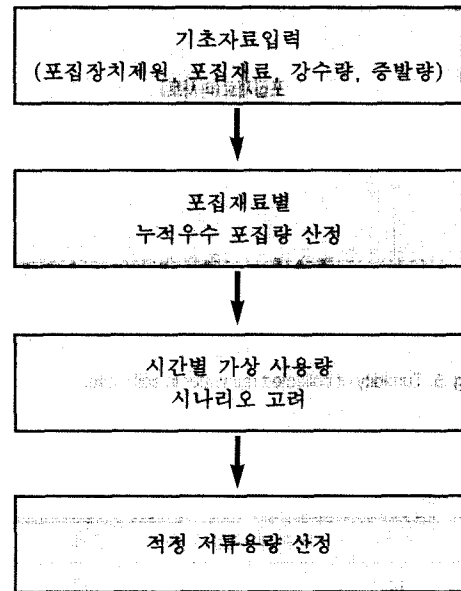 기초자료입력
(포집장치제원, 포집재료, 강수량, 증발량)
포집재료별
누적우수 포집량 산정
시간별 가상 사용량
시나리오 고려
적정 저류용량 산정